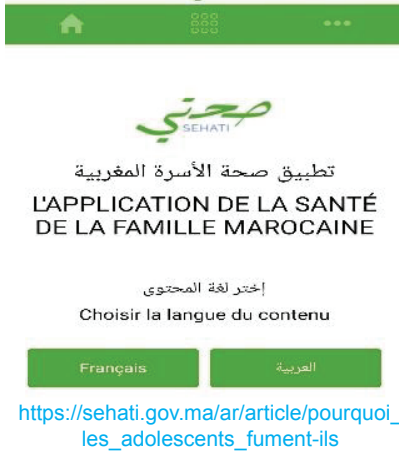 صحتي
SEHATI
تطبيق صحة الأسرة المغربية
L'APPLICATION DE LA SANTÉ
DE LA FAMILLE MAROCAINE
إختر لغة المحتوى
Choisir la langue du contenu
Français
العربية
https://sehati.gov.ma/ar/article/pourquoi_
les_adolescents_fument-ils